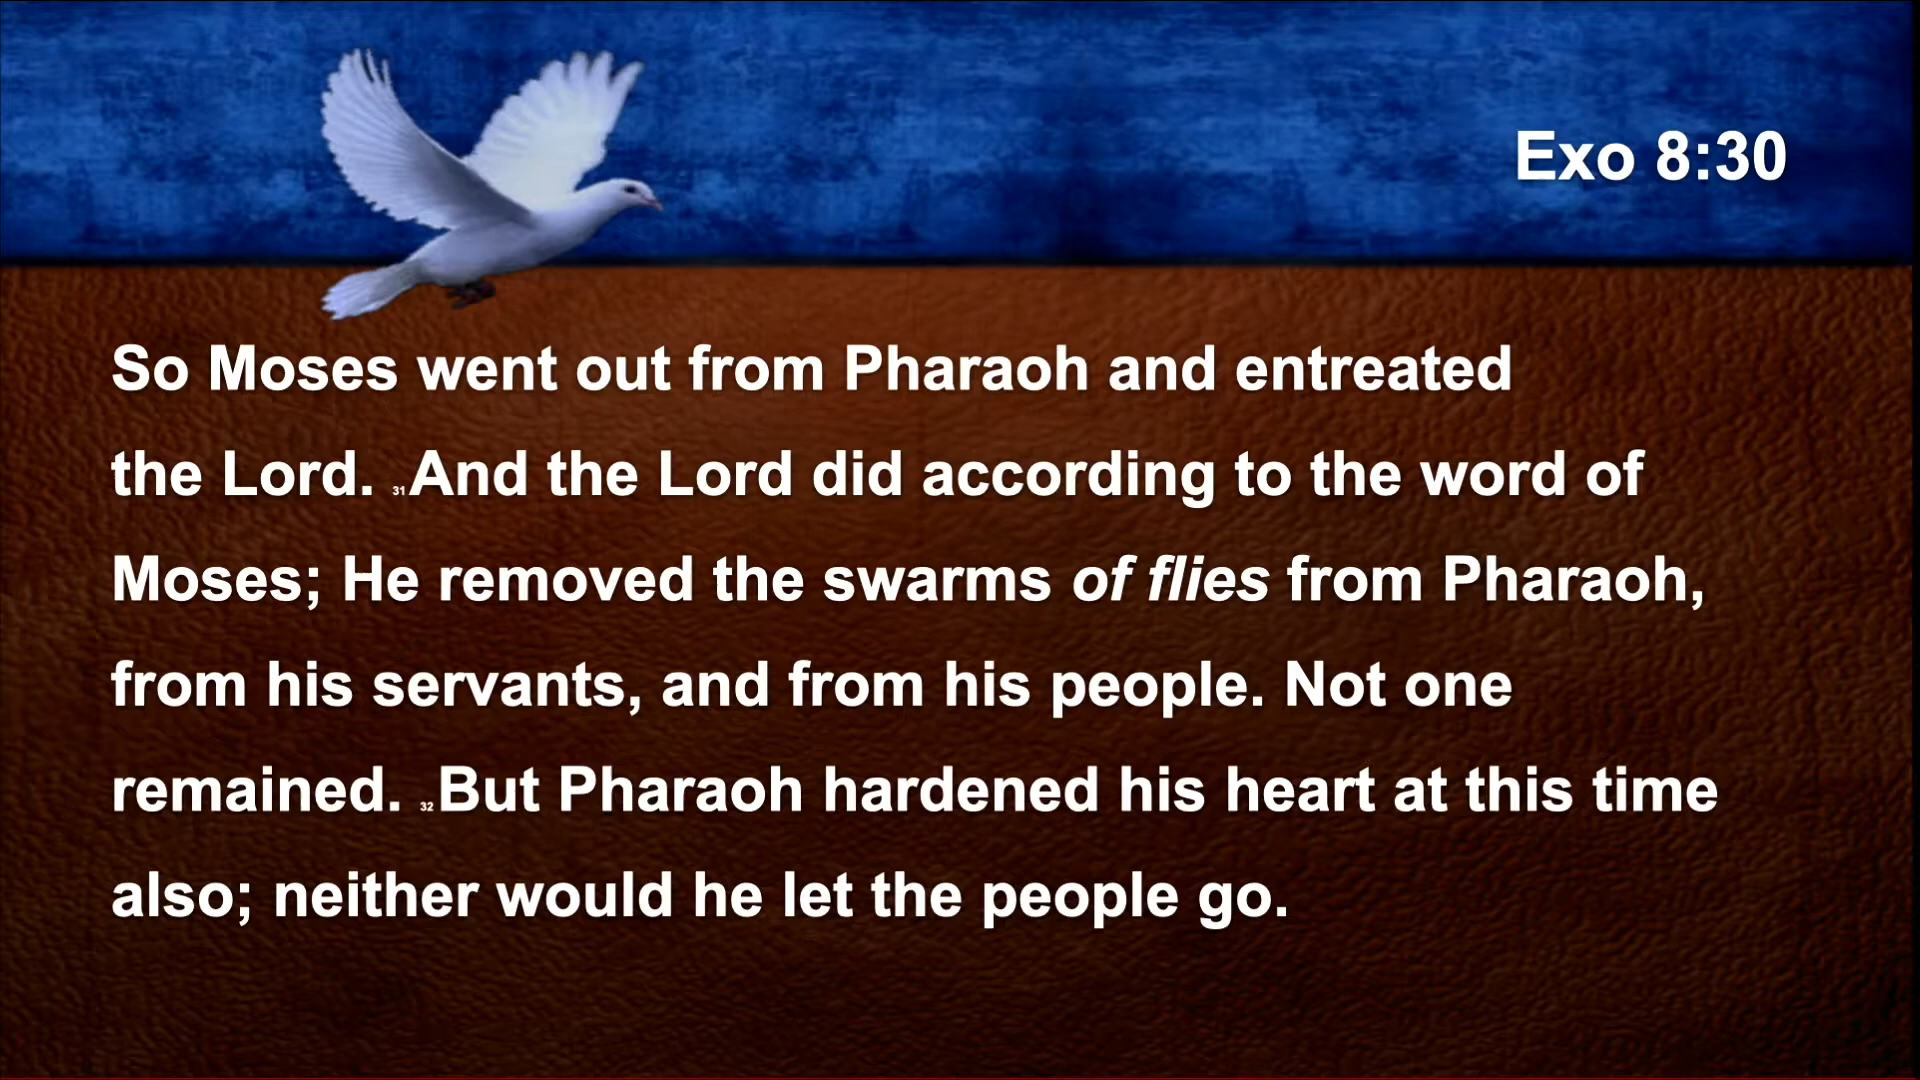 Exo 8:30
So Moses went out from Pharaoh and entreated
the Lord. 31And the Lord did according to the word of
Moses; He removed the swarms of flies from Pharaoh,
from his servants, and from his people. Not one
remained. 32But Pharaoh hardened his heart at this time
also; neither would he let the people go.